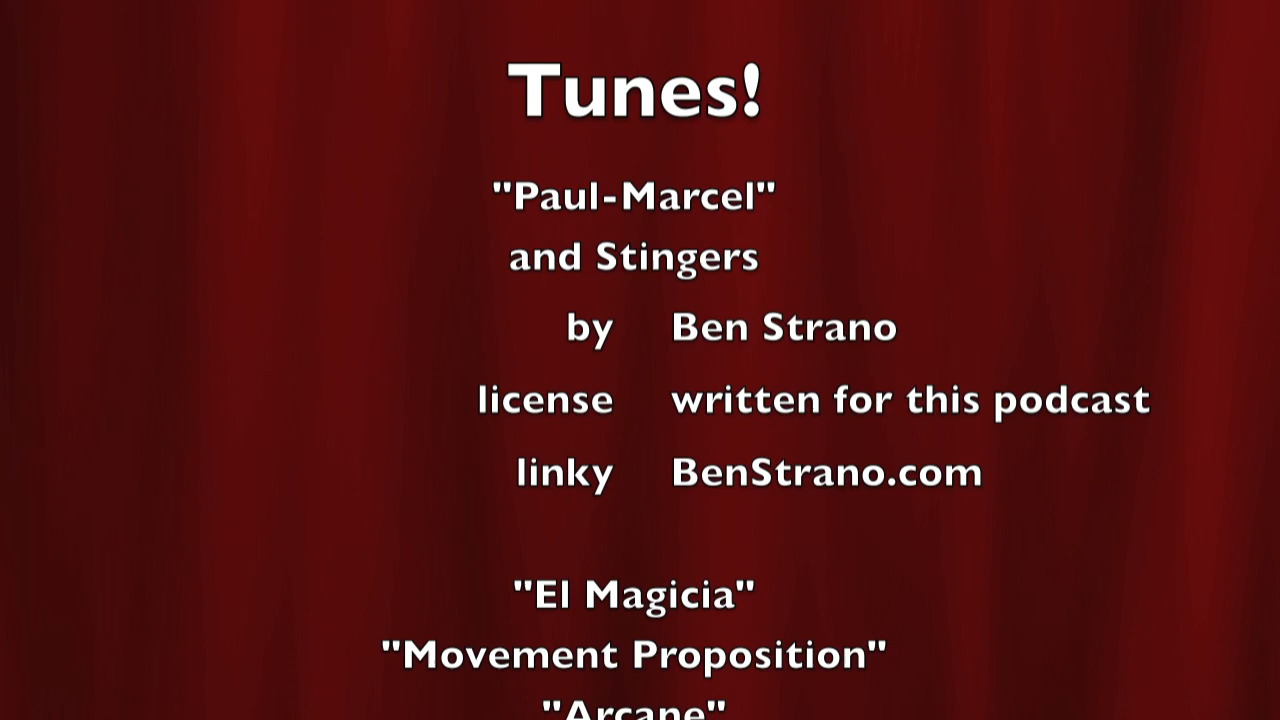 Tunes!
"Paul-Marcel"
and Stingers
by Ben Strano
license written for this podcast
linky BenStrano.com
"El Magicia"
"Movement Proposition"
"Arcane"